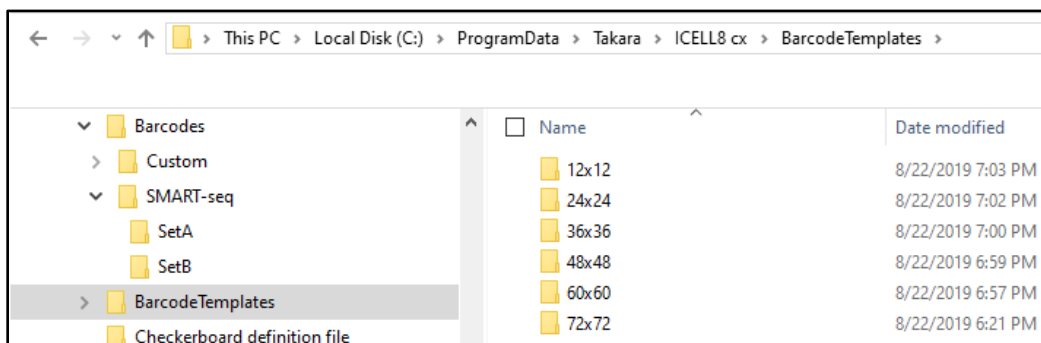 This PC > Local Disk (C:) > ProgramData > Takara > ICELL8 cx > BarcodeTemplates >
Barcodes
Custom
SMART-seq
SetA
SetB
BarcodeTemplates
Checkerboard definition file
Name Date modified
12x12 8/22/2019 7:03 PM
24x24 8/22/2019 7:02 PM
36x36 8/22/2019 7:00 PM
48x48 8/22/2019 6:59 PM
60x60 8/22/2019 6:57 PM
72x72 8/22/2019 6:21 PM